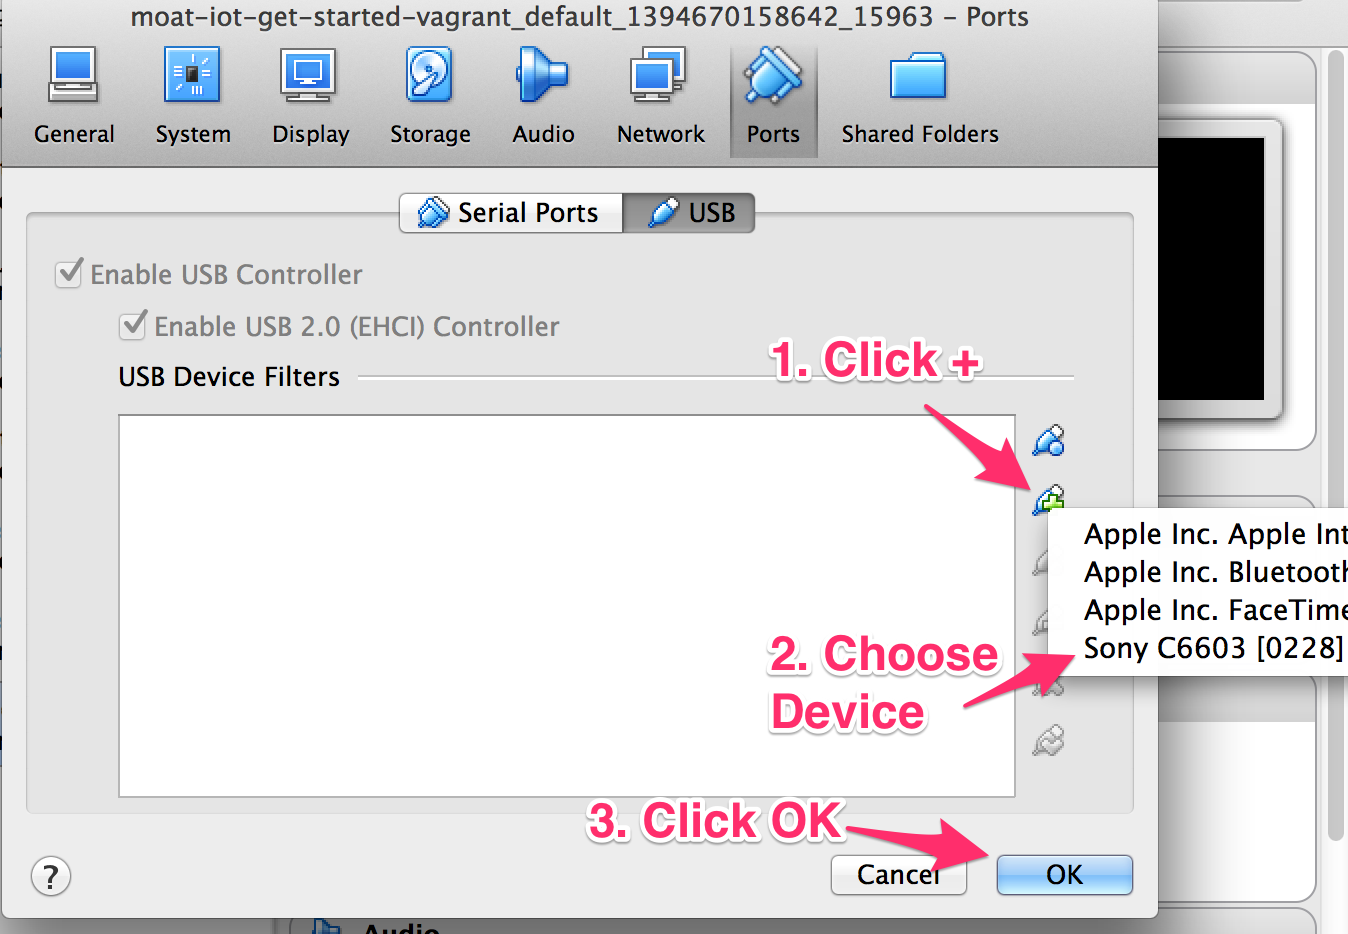 moat-iot-get-started-vagrant_default_1394670158642_15963 – Ports
General System Display Storage Audio Network Ports Shared Folders
Serial Ports USB
Enable USB Controller
Enable USB 2.0 (EHCI) Controller
1. Click +
USB Device Filters
Apple Inc. Apple Int
Apple Inc. Bluetooth
Apple Inc. FaceTime
Sony C6603 [0228]
2. Choose
Device
3. Click OK
? Cancel OK
Audio